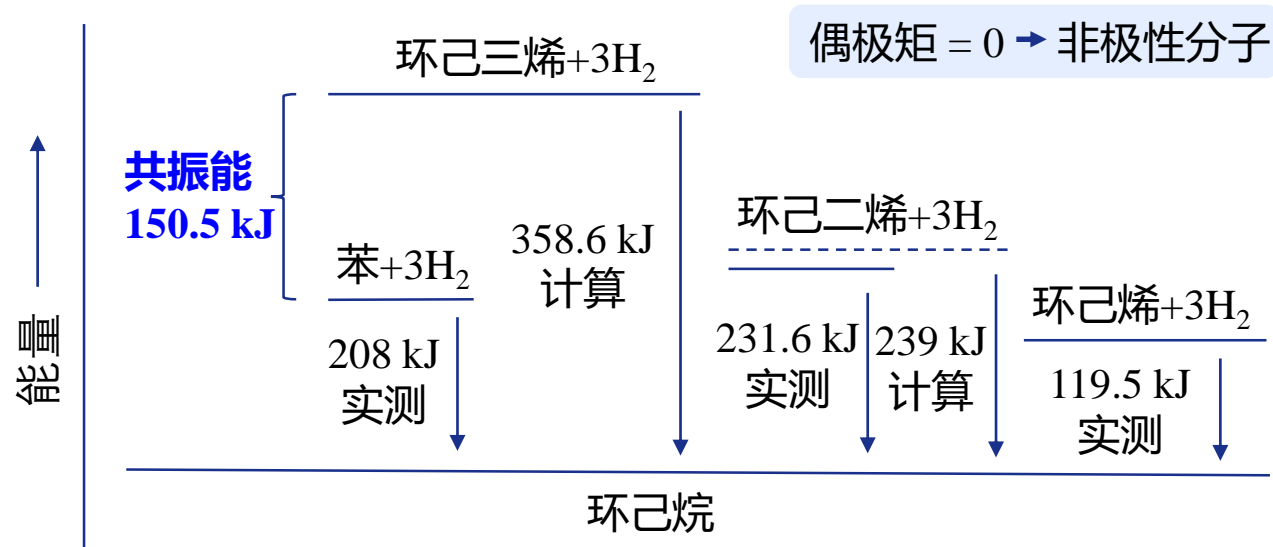 偶极矩 = 0 → 非极性分子
环己三烯+3H₂
共振能
150.5 kJ
苯+3H₂
208 kJ
实测
358.6 kJ
计算
环己二烯+3H₂
231.6 kJ
实测
239 kJ
计算
环己烯+3H₂
119.5 kJ
实测
能量
环己烷